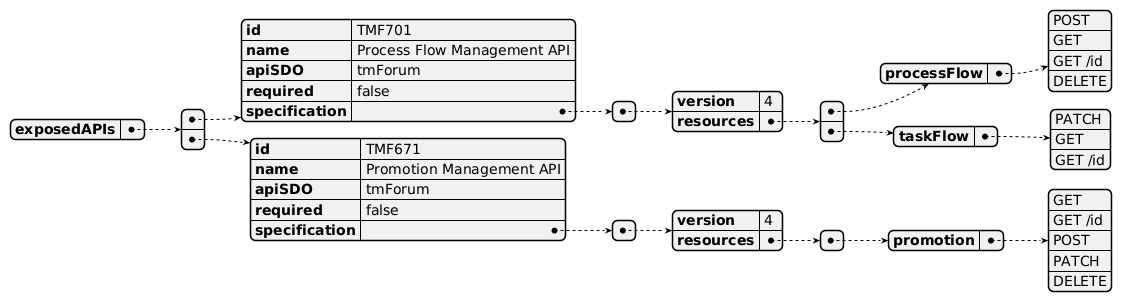 exposedAPIs
id TMF701
name Process Flow Management API
apiSDO tmForum
required false
specification
version 4
resources
processFlow
POST
GET
GET /id
DELETE
taskFlow
PATCH
GET
GET /id
id TMF671
name Promotion Management API
apiSDO tmForum
required false
specification
version 4
resources
promotion
GET
GET /id
POST
PATCH
DELETE